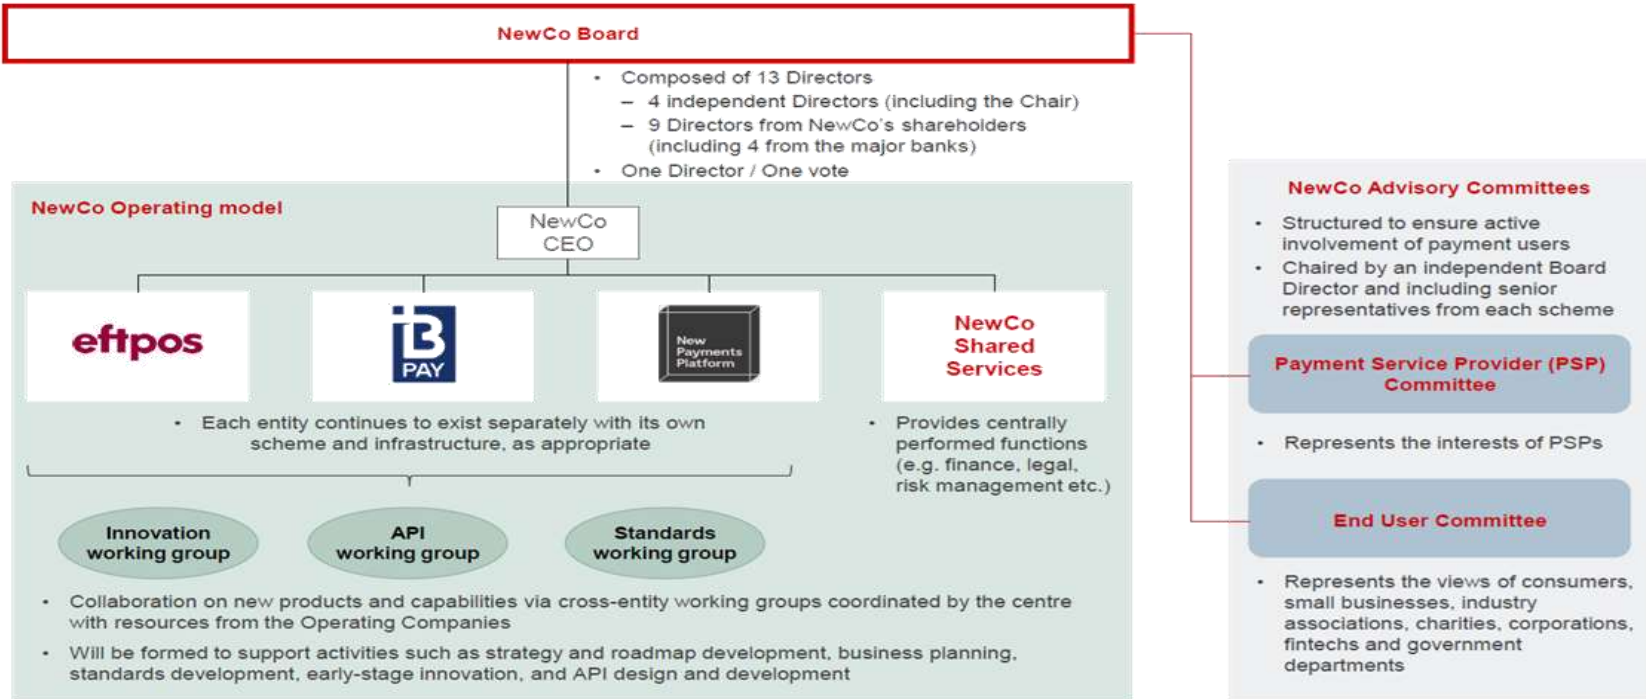 NewCo Board
• Composed of 13 Directors
– 4 independent Directors (including the Chair)
– 9 Directors from NewCo's shareholders
(including 4 from the major banks)
• One Director / One vote
NewCo Operating model
NewCo
CEO
eftpos
B
PAY
New
Payments
Platform
NewCo
Shared
Services
• Each entity continues to exist separately with its own
scheme and infrastructure, as appropriate
• Provides centrally
performed functions
(e.g. finance, legal,
risk management etc.)
Innovation
working group
API
working group
Standards
working group
• Collaboration on new products and capabilities via cross-entity working groups coordinated by the centre
with resources from the Operating Companies
• Will be formed to support activities such as strategy and roadmap development, business planning,
standards development, early-stage innovation, and API design and development
NewCo Advisory Committees
• Structured to ensure active
involvement of payment users
• Chaired by an independent Board
Director and including senior
representatives from each scheme
Payment Service Provider (PSP)
Committee
• Represents the interests of PSPs
End User Committee
• Represents the views of consumers,
small businesses, industry
associations, charities, corporations,
fintechs and government
departments